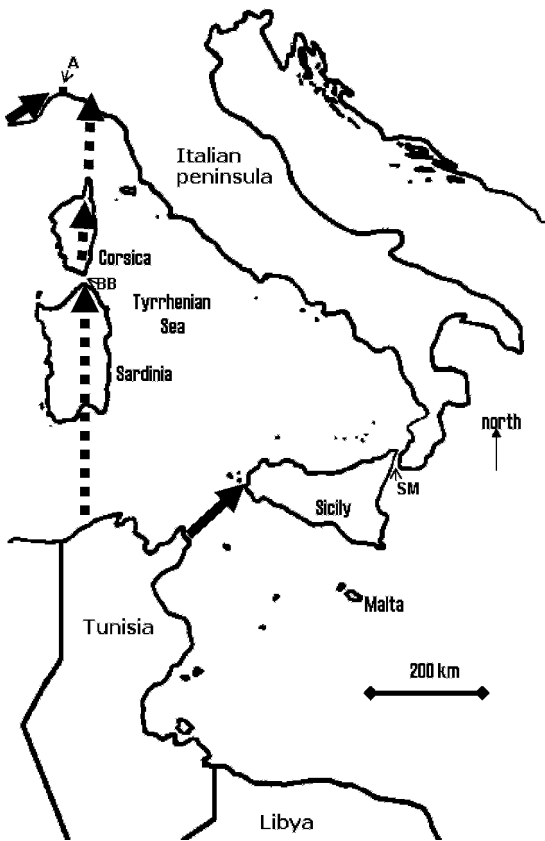 A
Italian
peninsula
Corsica
BB
Tyrrhenian
Sea
Sardinia
north
SM
Sicily
Malta
Tunisia
200 km
Libya